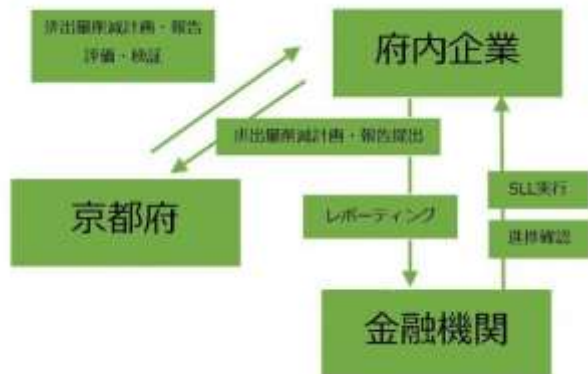 排出量削減計画・報告
評価・検証
府内企業
排出量削減計画・報告提出
京都府
レポーティング
SLL実行
進捗確認
金融機関